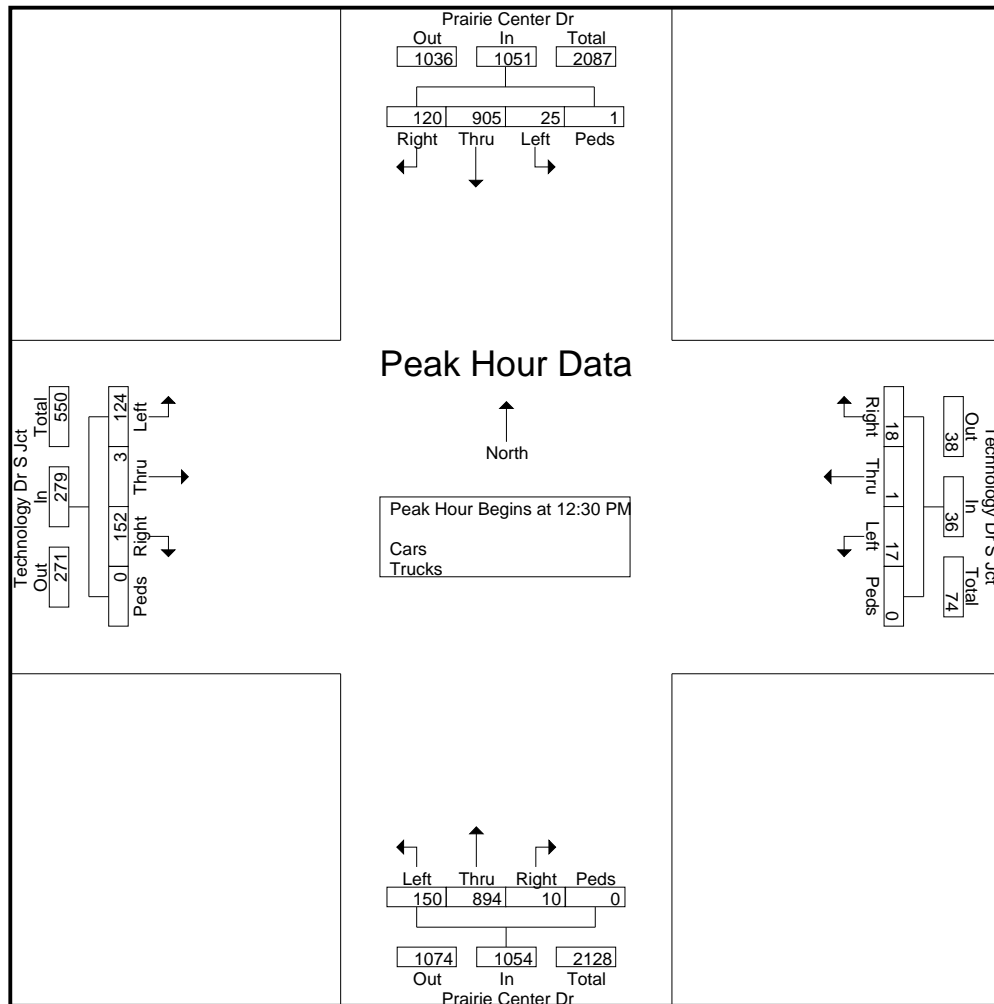 Prairie Center Dr
Out In Total
1036 1051 2087
120 905 25 1
Right Thru Left Peds
Peak Hour Data
North
Peak Hour Begins at 12:30 PM
Cars
Trucks
Technology Dr S Jct
Out In Total
271 279 550
Left Thru Right Peds
124 3 152 0
Technology Dr S Jct
Out In Total
38 36 74
Right Thru Left Peds
18 1 17 0
Left Thru Right Peds
150 894 10 0
1074 1054 2128
Out In Total
Prairie Center Dr